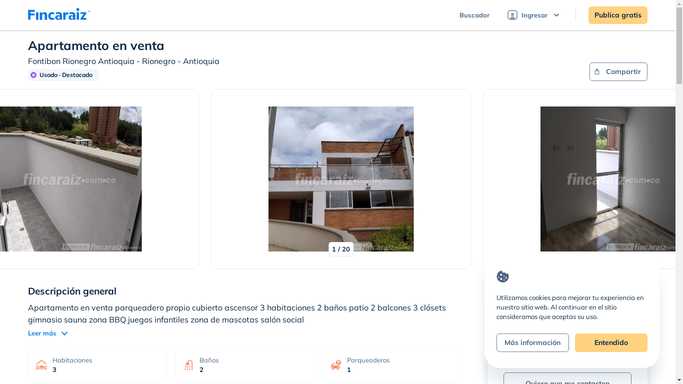 Fincaraiz
Buscador
Ingresar
Publica gratis
Apartamento en venta
Fontibon Rionegro Antioquia - Rionegro - Antioquia
Usado · Destacado
Compartir
fincaraiz.com.co
fincaraiz.com.co
fincaraiz.com.co
fincaraiz
fincaraiz
fincaraiz
1 / 20
Descripción general
Apartamento en venta parqueadero propio cubierto ascensor 3 habitaciones 2 baños patio 2 balcones 3 clósets
gimnasio sauna zona BBQ juegos infantiles zona de mascotas salón social
Leer más
Habitaciones
3
Baños
2
Parqueaderos
1
Utilizamos cookies para mejorar tu experiencia en
nuestro sitio web. Al continuar en el sitio
consideramos que aceptas su uso.
Más información
Entendido
Quiero que me contacten